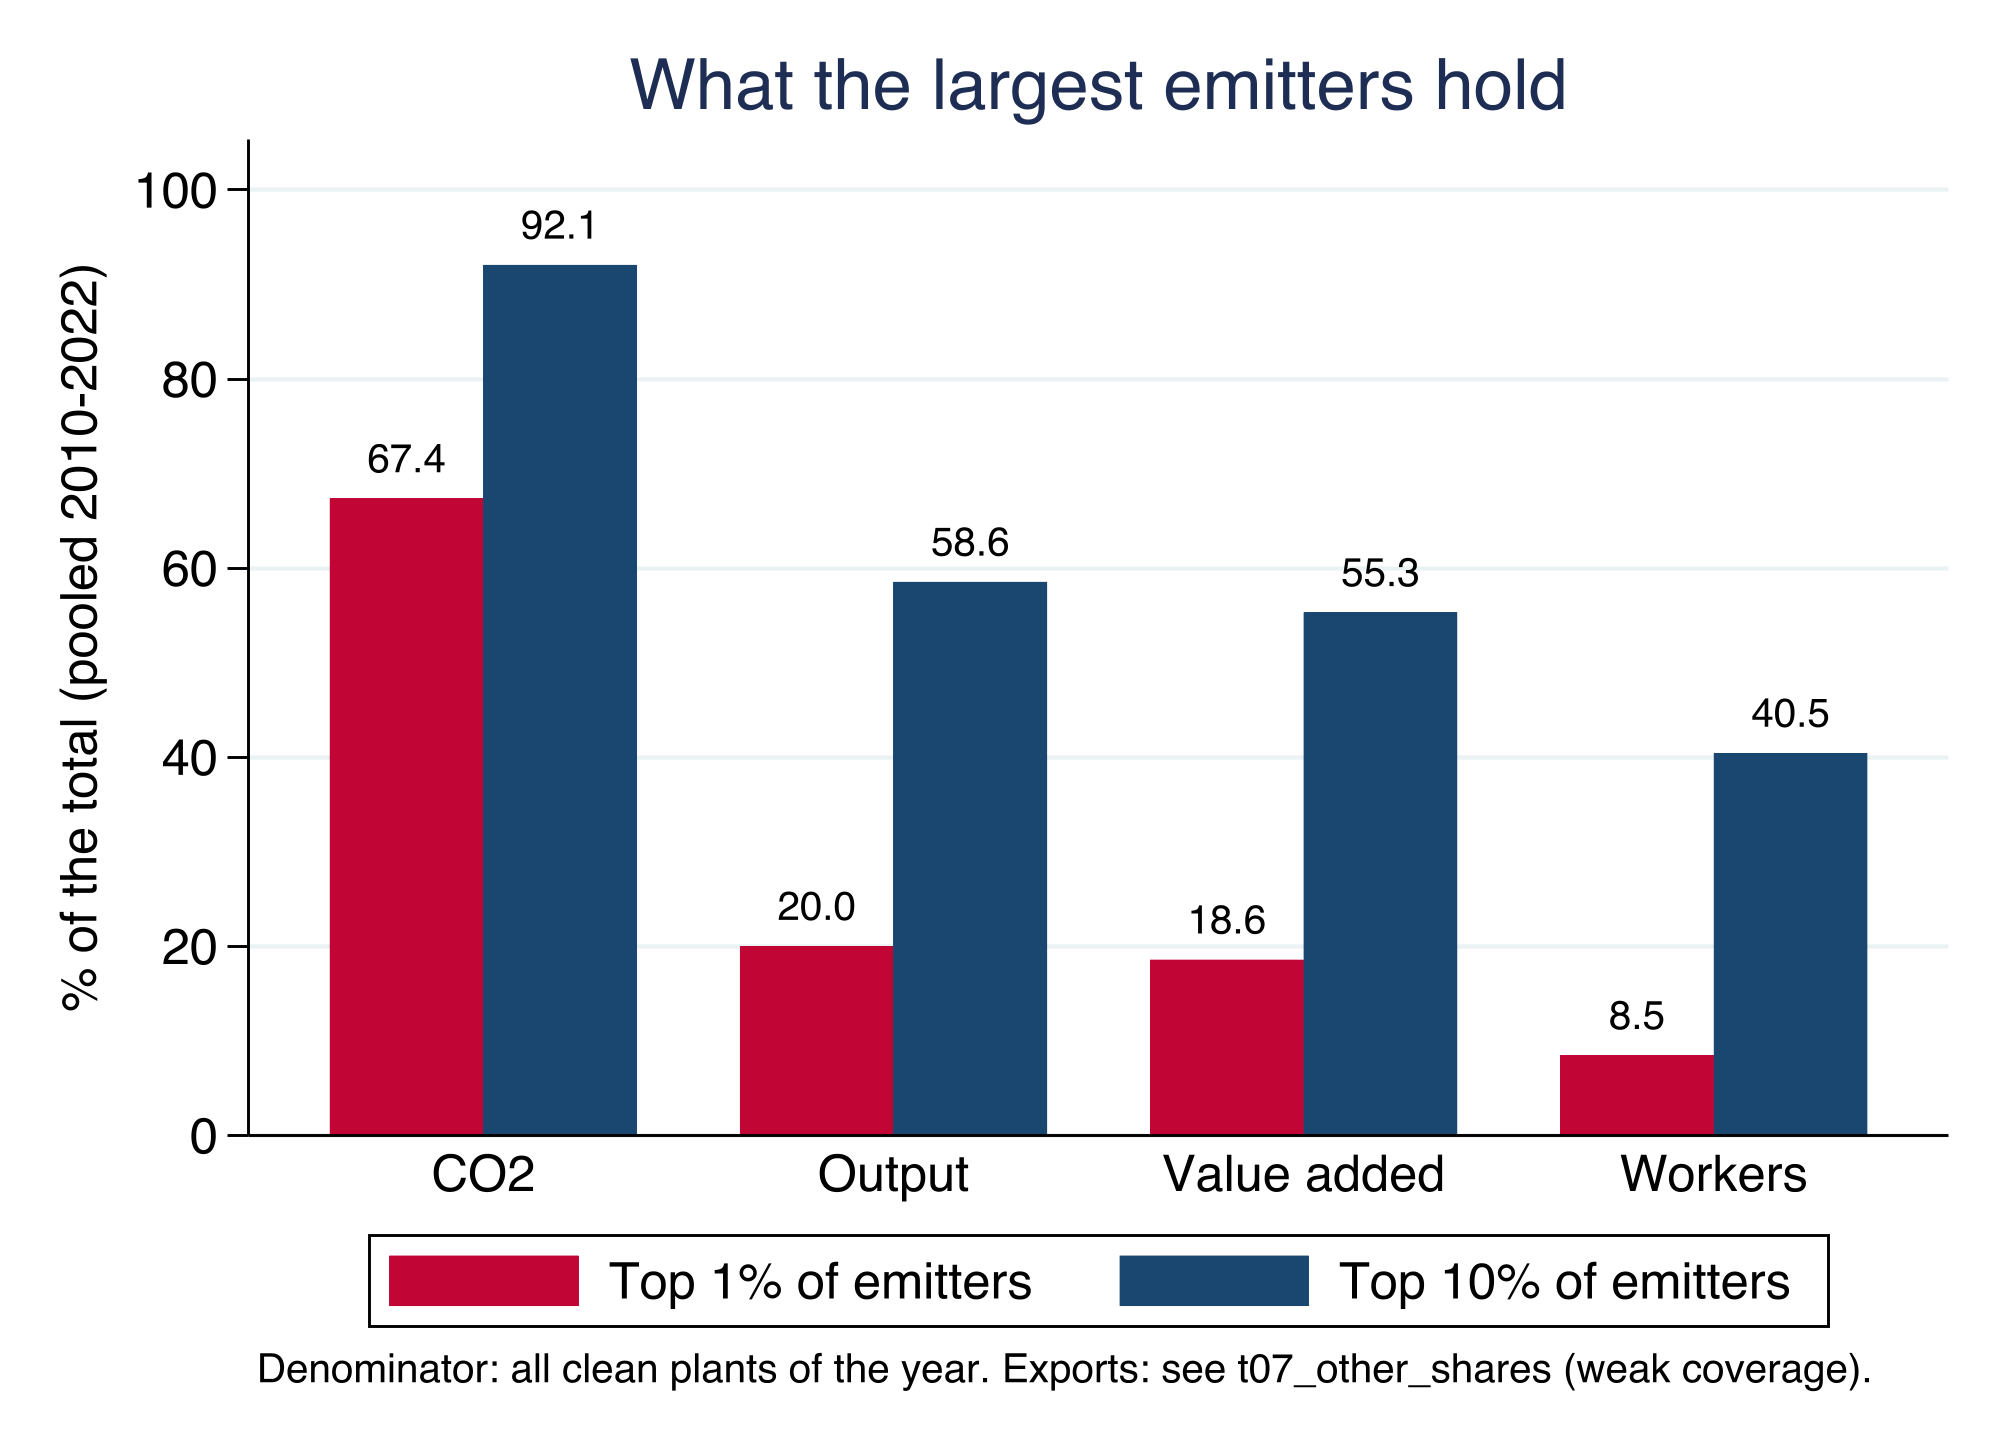 What the largest emitters hold
% of the total (pooled 2010-2022)
100
80
60
40
20
0
67.4
92.1
20.0
58.6
18.6
55.3
8.5
40.5
CO2
Output
Value added
Workers
Top 1% of emitters
Top 10% of emitters
Denominator: all clean plants of the year. Exports: see t07_other_shares (weak coverage).